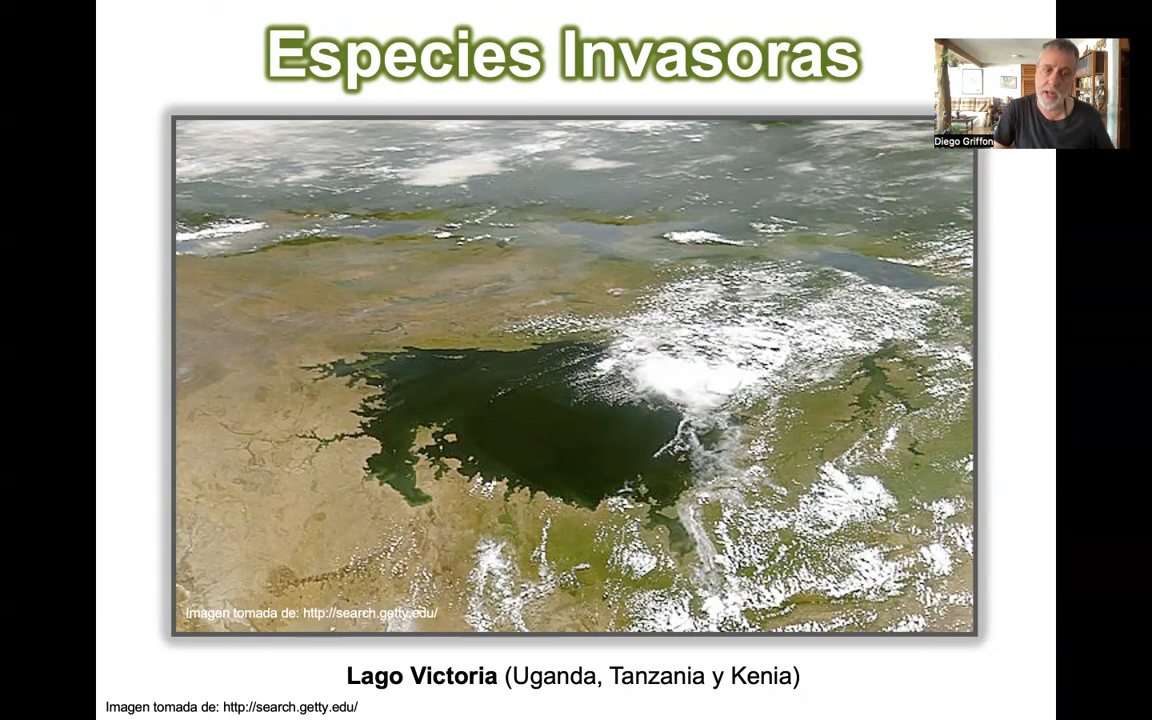 Especies Invasoras
Diego Griffon
Imagen tomada de: http://search.getty.edu/
Lago Victoria (Uganda, Tanzania y Kenia)
Imagen tomada de: http://search.getty.edu/